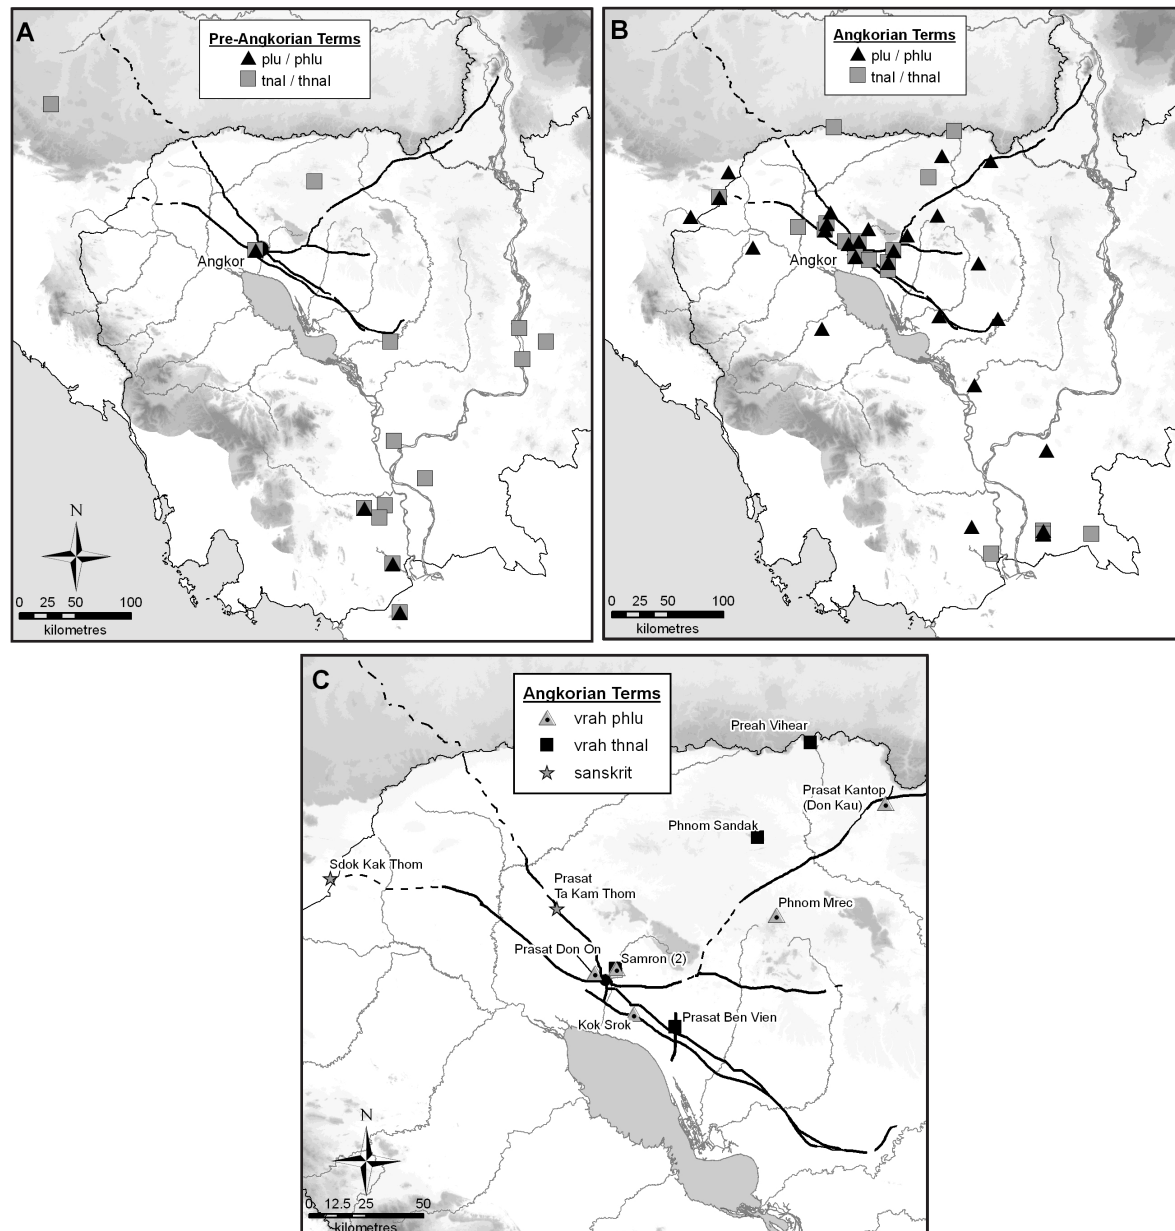 A
Pre-Angkorian Terms
plu / phlu
tnal / thnal
Angkor
N
0 25 50 100
kilometres
B
Angkorian Terms
plu / phlu
tnal / thnal
Angkor
0 25 50 100
kilometres
C
Angkorian Terms
vrah phlu
vrah thnal
sanskrit
Preah Vihear
Prasat Kantop
(Don Kau)
Phnom Sandak
Sdok Kak Thom
Prasat
Ta Kam Thom
Phnom Mrec
Prasat Don On
Samron (2)
Kok Srok
Prasat Ben Vien
N
0 12.5 25 50
kilometres